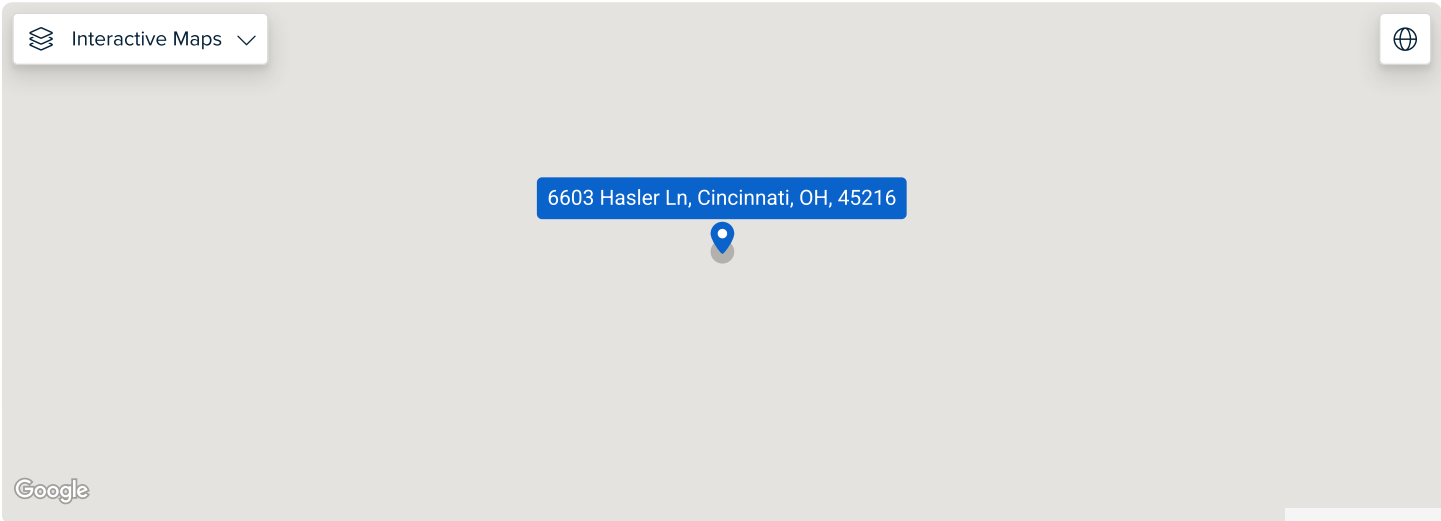 Interactive Maps
6603 Hasler Ln, Cincinnati, OH, 45216
Google